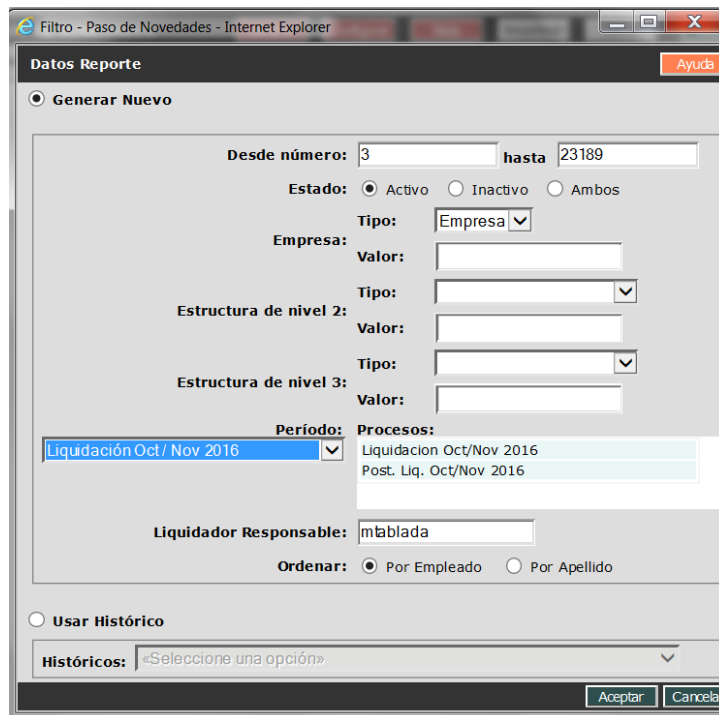 Filtro - Paso de Novedades - Internet Explorer
Datos Reporte
Ayuda
Generar Nuevo
Desde número: 3 hasta 23189
Estado: Activo Inactivo Ambos
Empresa:
Tipo: Empresa
Valor:
Estructura de nivel 2:
Tipo:
Valor:
Estructura de nivel 3:
Tipo:
Valor:
Período: Procesos:
Liquidación Oct / Nov 2016
Liquidacion Oct/Nov 2016
Post. Liq. Oct/Nov 2016
Liquidador Responsable: mtablada
Ordenar: Por Empleado Por Apellido
Usar Histórico
Históricos: «Seleccione una opción»
Aceptar Cancela